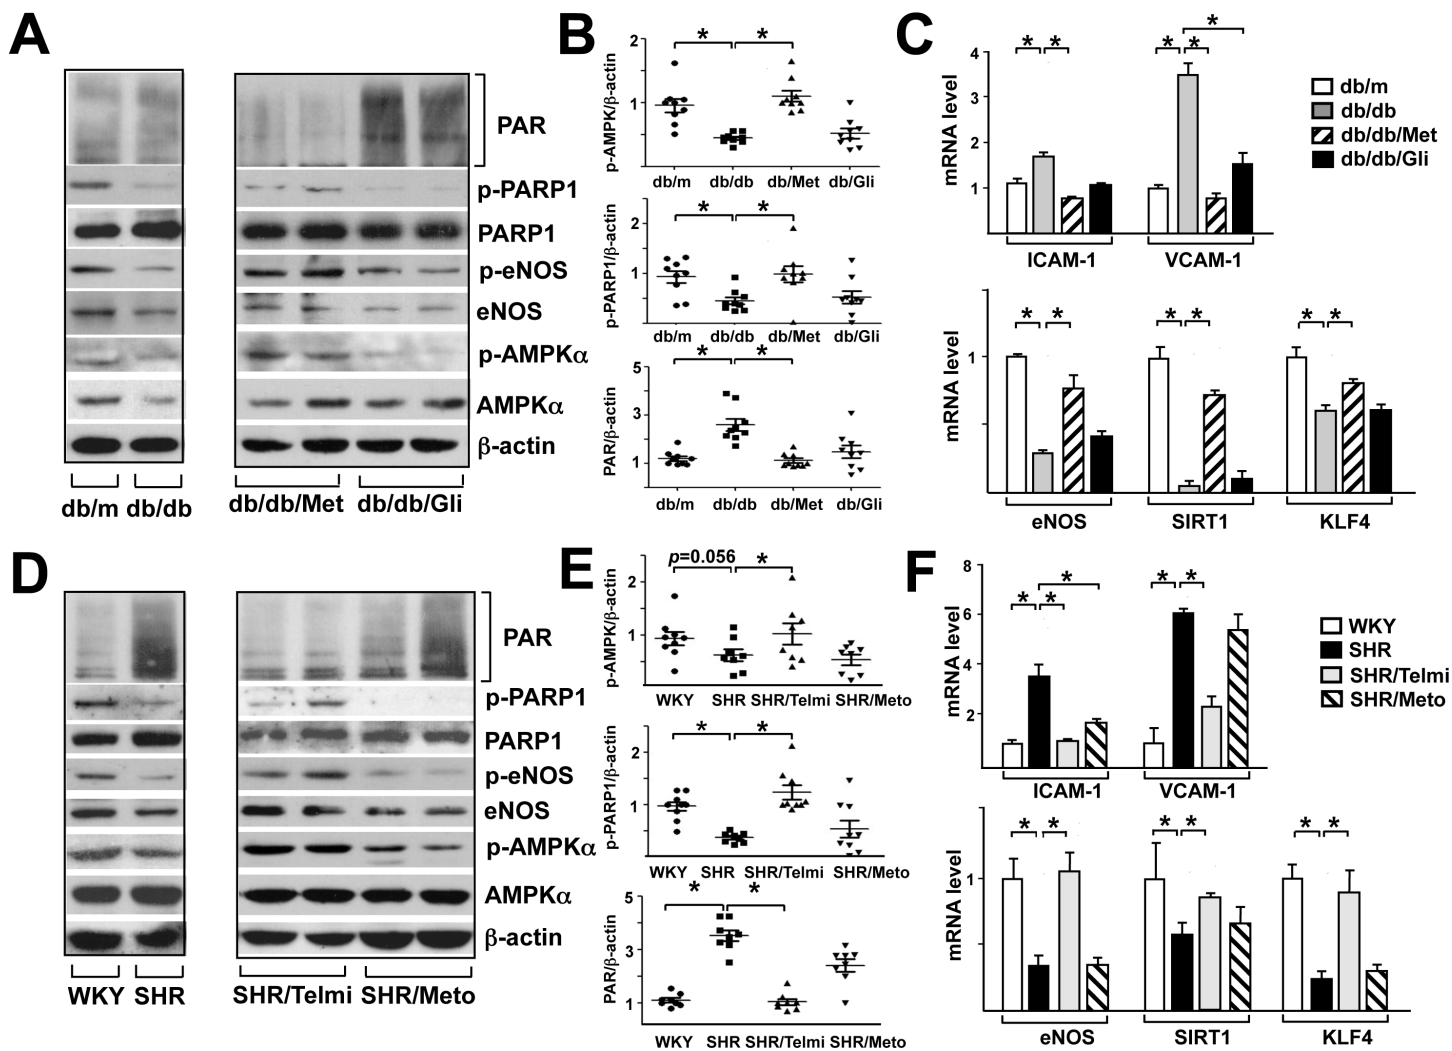 A
PAR
p-PARP1
PARP1
p-eNOS
eNOS
p-AMPKα
AMPKα
β-actin
db/m db/db
db/db/Met db/db/Gli
B
p-AMPK/β-actin
2
1
* *
db/m db/db db/Met db/Gli
p-PARP1/β-actin
2
1
* *
db/m db/db db/Met db/Gli
PAR/β-actin
5
3
1
* *
db/m db/db db/Met db/Gli
C
mRNA level
4
3
2
1
* *
* * *
ICAM-1 VCAM-1
db/m
db/db
db/db/Met
db/db/Gli
mRNA level
1
* * * * * *
eNOS SIRT1 KLF4
D
PAR
p-PARP1
PARP1
p-eNOS
eNOS
p-AMPKα
AMPKα
β-actin
WKY SHR
SHR/Telmi SHR/Meto
E
p-AMPK/β-actin
2
1
p=0.056 *
WKY SHR SHR/Telmi SHR/Meto
p-PARP1/β-actin
2
1
* *
WKY SHR SHR/Telmi SHR/Meto
PAR/β-actin
5
3
1
* *
WKY SHR SHR/Telmi SHR/Meto
F
mRNA level
8
6
4
2
* * *
* *
ICAM-1 VCAM-1
WKY
SHR
SHR/Telmi
SHR/Meto
mRNA level
1
* * * * * *
eNOS SIRT1 KLF4